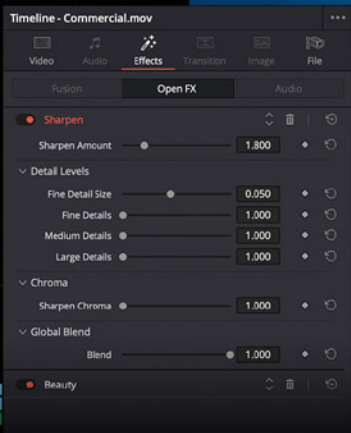 Timeline - Commercial.mov
Video Audio Effects Transition Image File
Fusion Open FX Audio
Sharpen
Sharpen Amount 1.800
Detail Levels
Fine Detail Size 0.050
Fine Details 1.000
Medium Details 1.000
Large Details 1.000
Chroma
Sharpen Chroma 1.000
Global Blend
Blend 1.000
Beauty